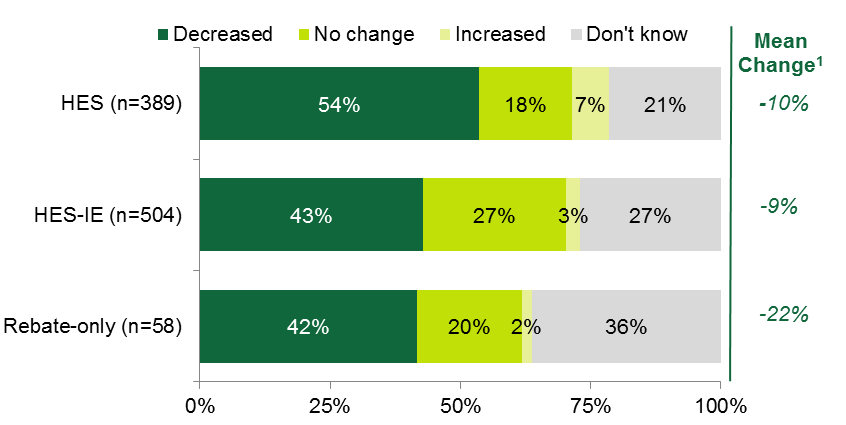 Decreased No change Increased Don't know
Mean
Change1
HES (n=389) 54% 18% 7% 21% -10%
HES-IE (n=504) 43% 27% 3% 27% -9%
Rebate-only (n=58) 42% 20% 2% 36% -22%
0% 25% 50% 75% 100%